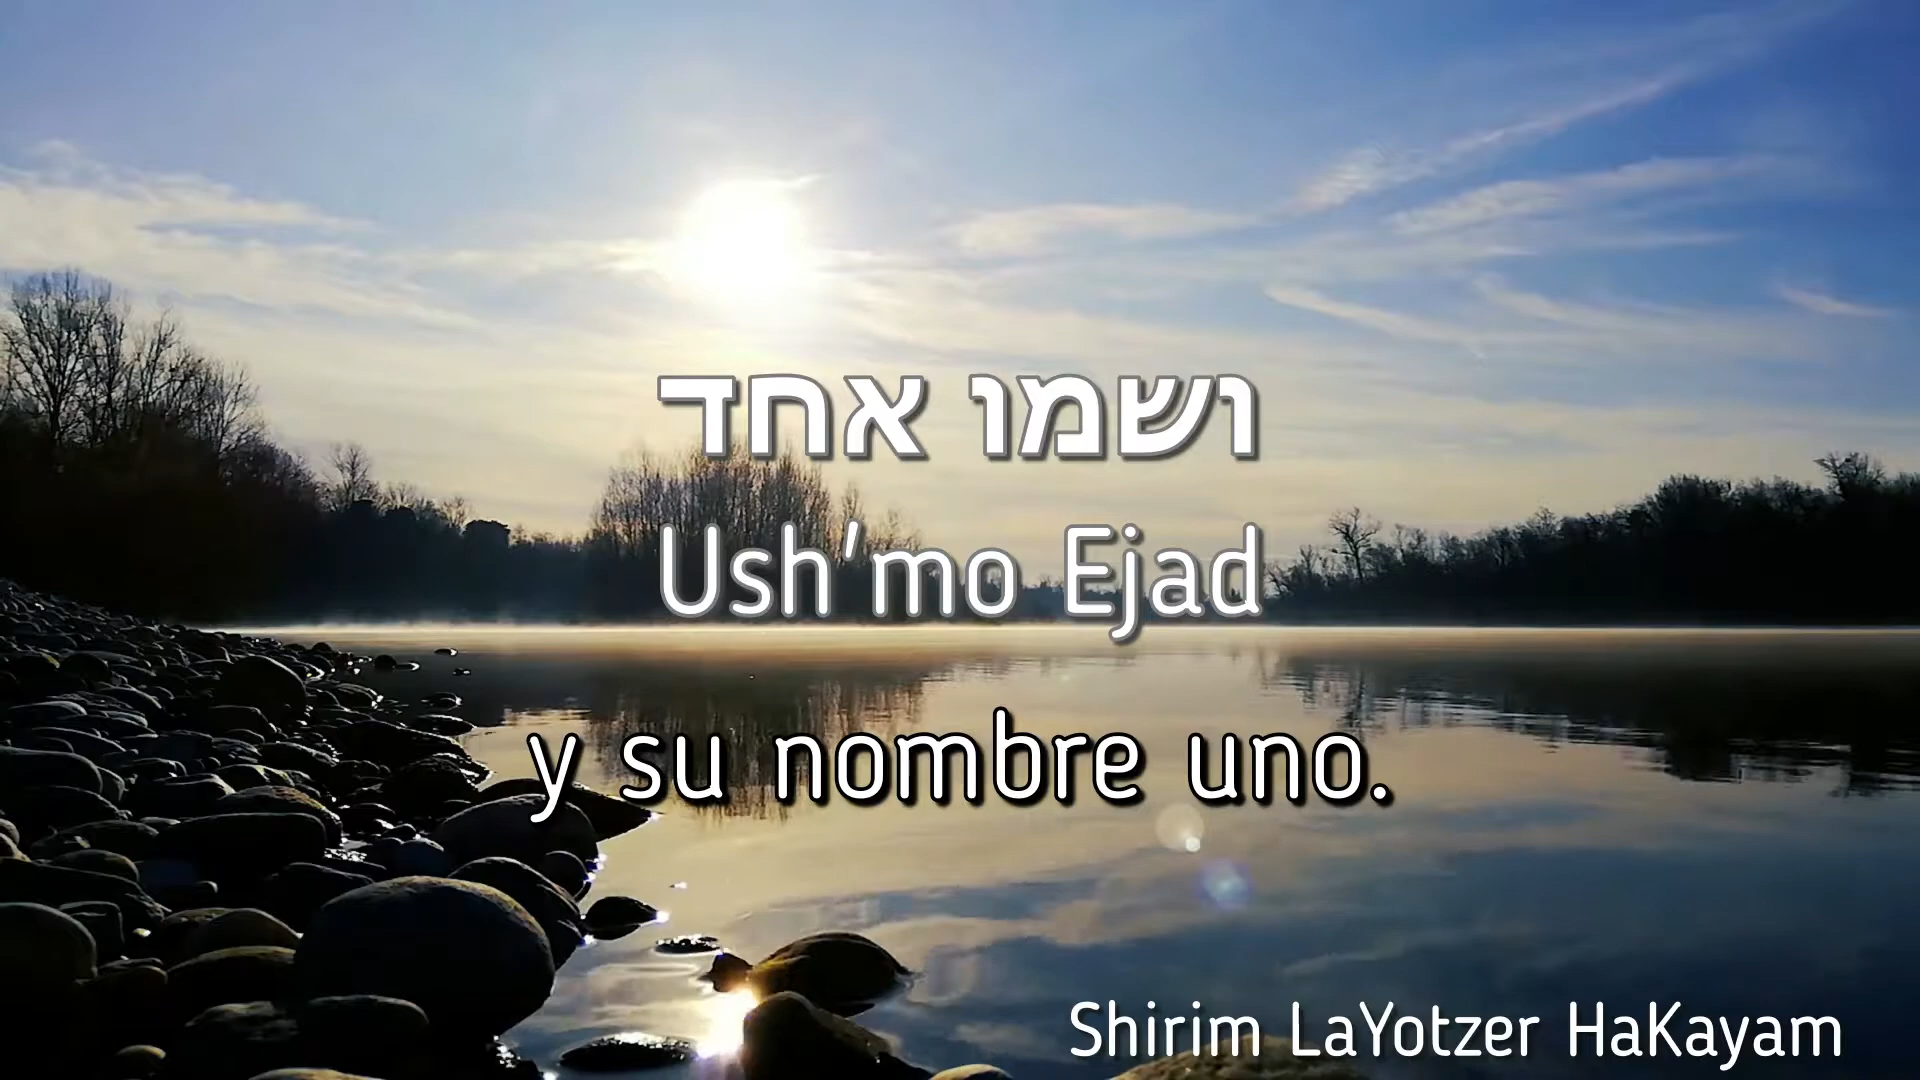 ושמו אחד
Ush'mo Ejad
y su nombre uno.
Shirim LaYotzer HaKayam